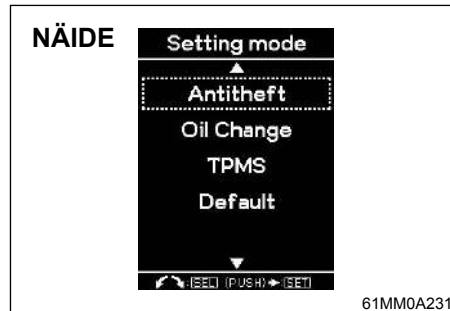 NÄIDE
Setting mode
Antitheft
Oil Change
TPMS
Default
:[SEL] (PUSH)→:[SET]
61MM0A231